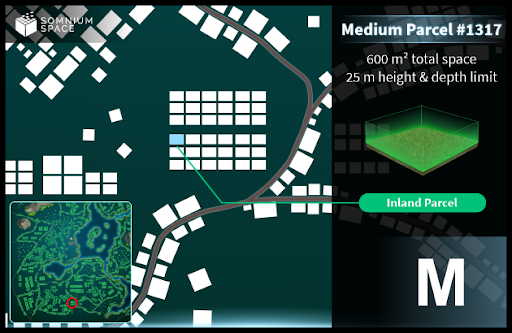 SOMNIUM
SPACE
Medium Parcel #1317
600 m² total space
25 m height & depth limit
Inland Parcel
M